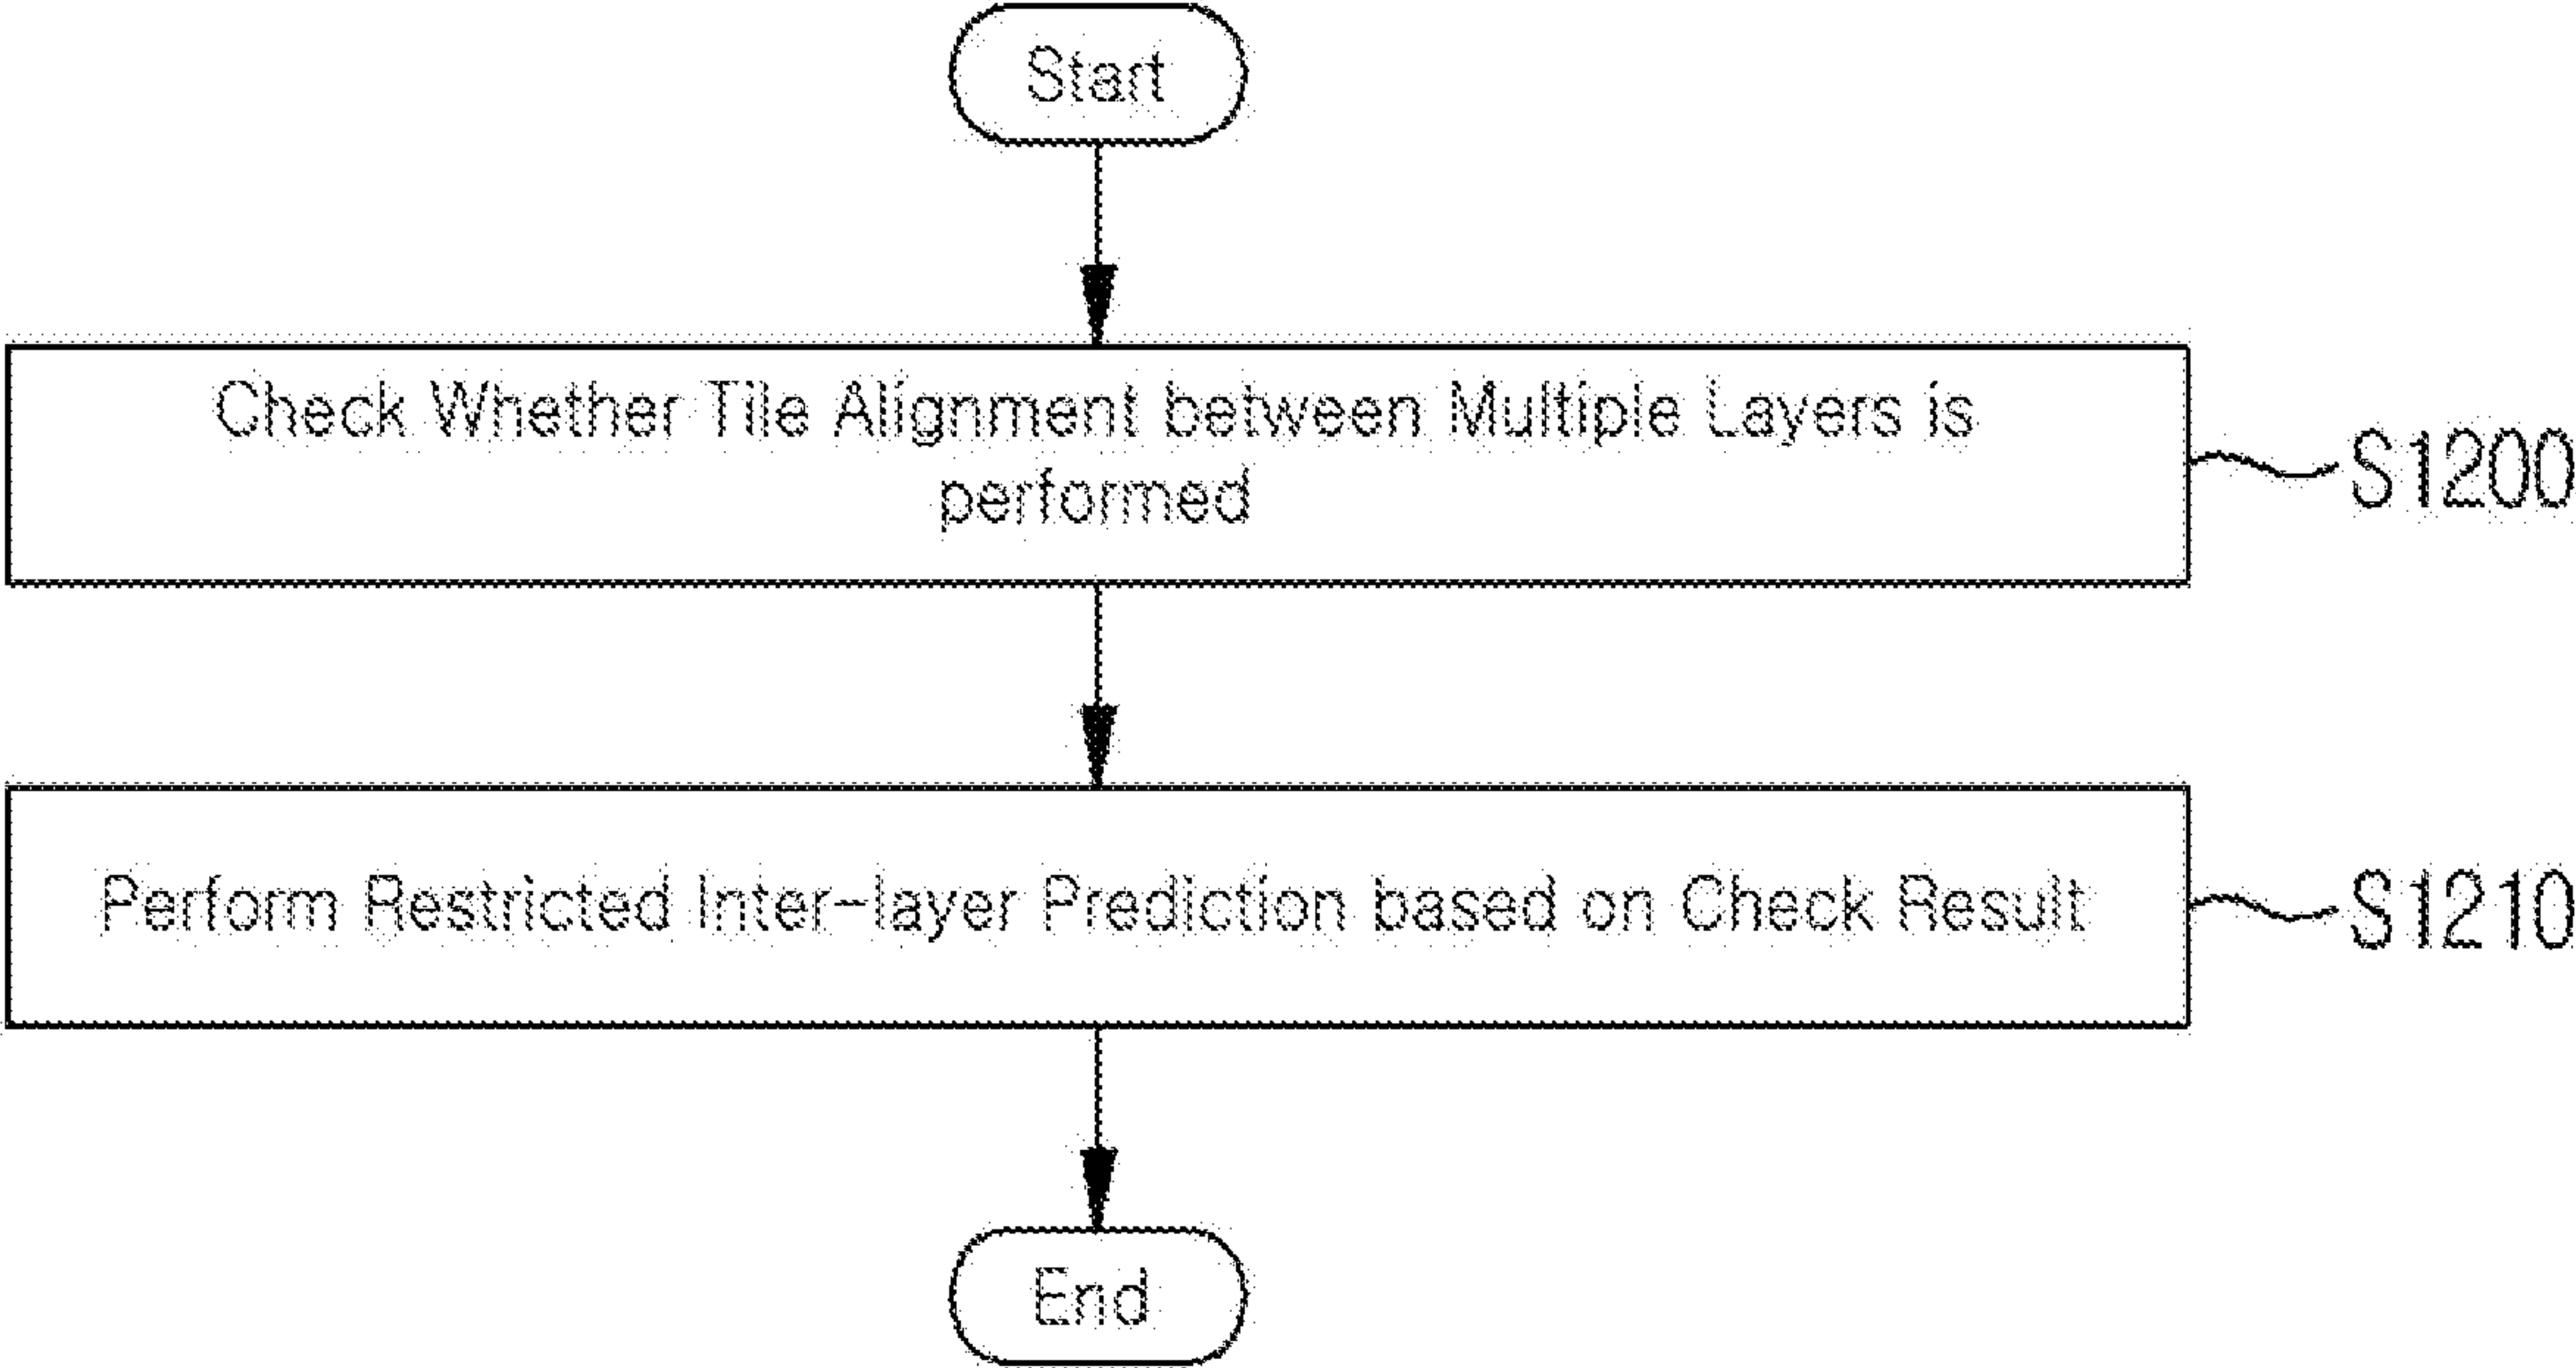 Start
Check Whether Tile Alignment between Multiple Layers is
performed
S1200
Perform Restricted Inter-layer Prediction based on Check Result
S1210
End